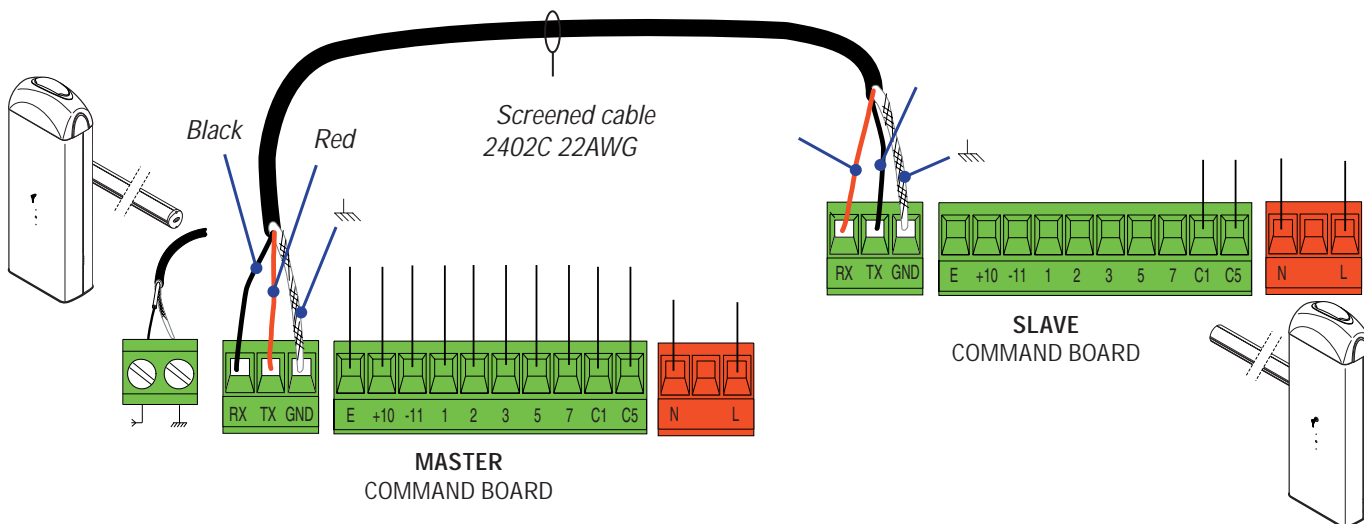 Screened cable
2402C 22AWG
Black
Red
RX TX GND
E +10 -11 1 2 3 5 7 C1 C5
N L
SLAVE
COMMAND BOARD
RX TX GND
E +10 -11 1 2 3 5 7 C1 C5
N L
MASTER
COMMAND BOARD